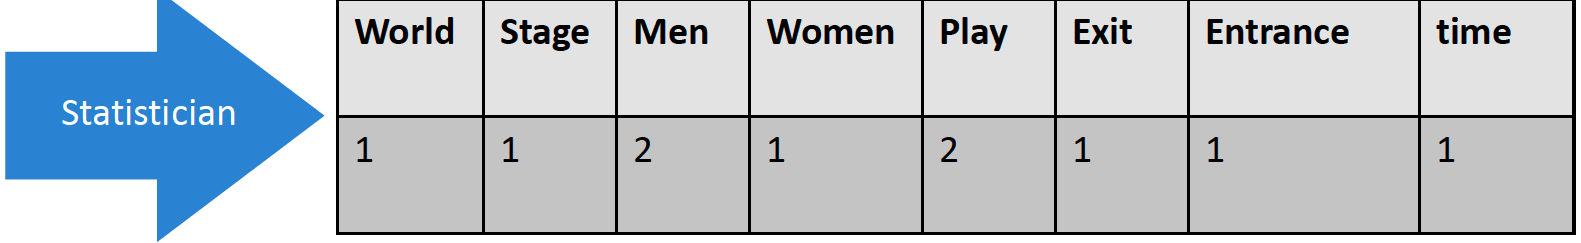 Statistician
World Stage Men Women Play Exit Entrance time
1 1 2 1 2 1 1 1